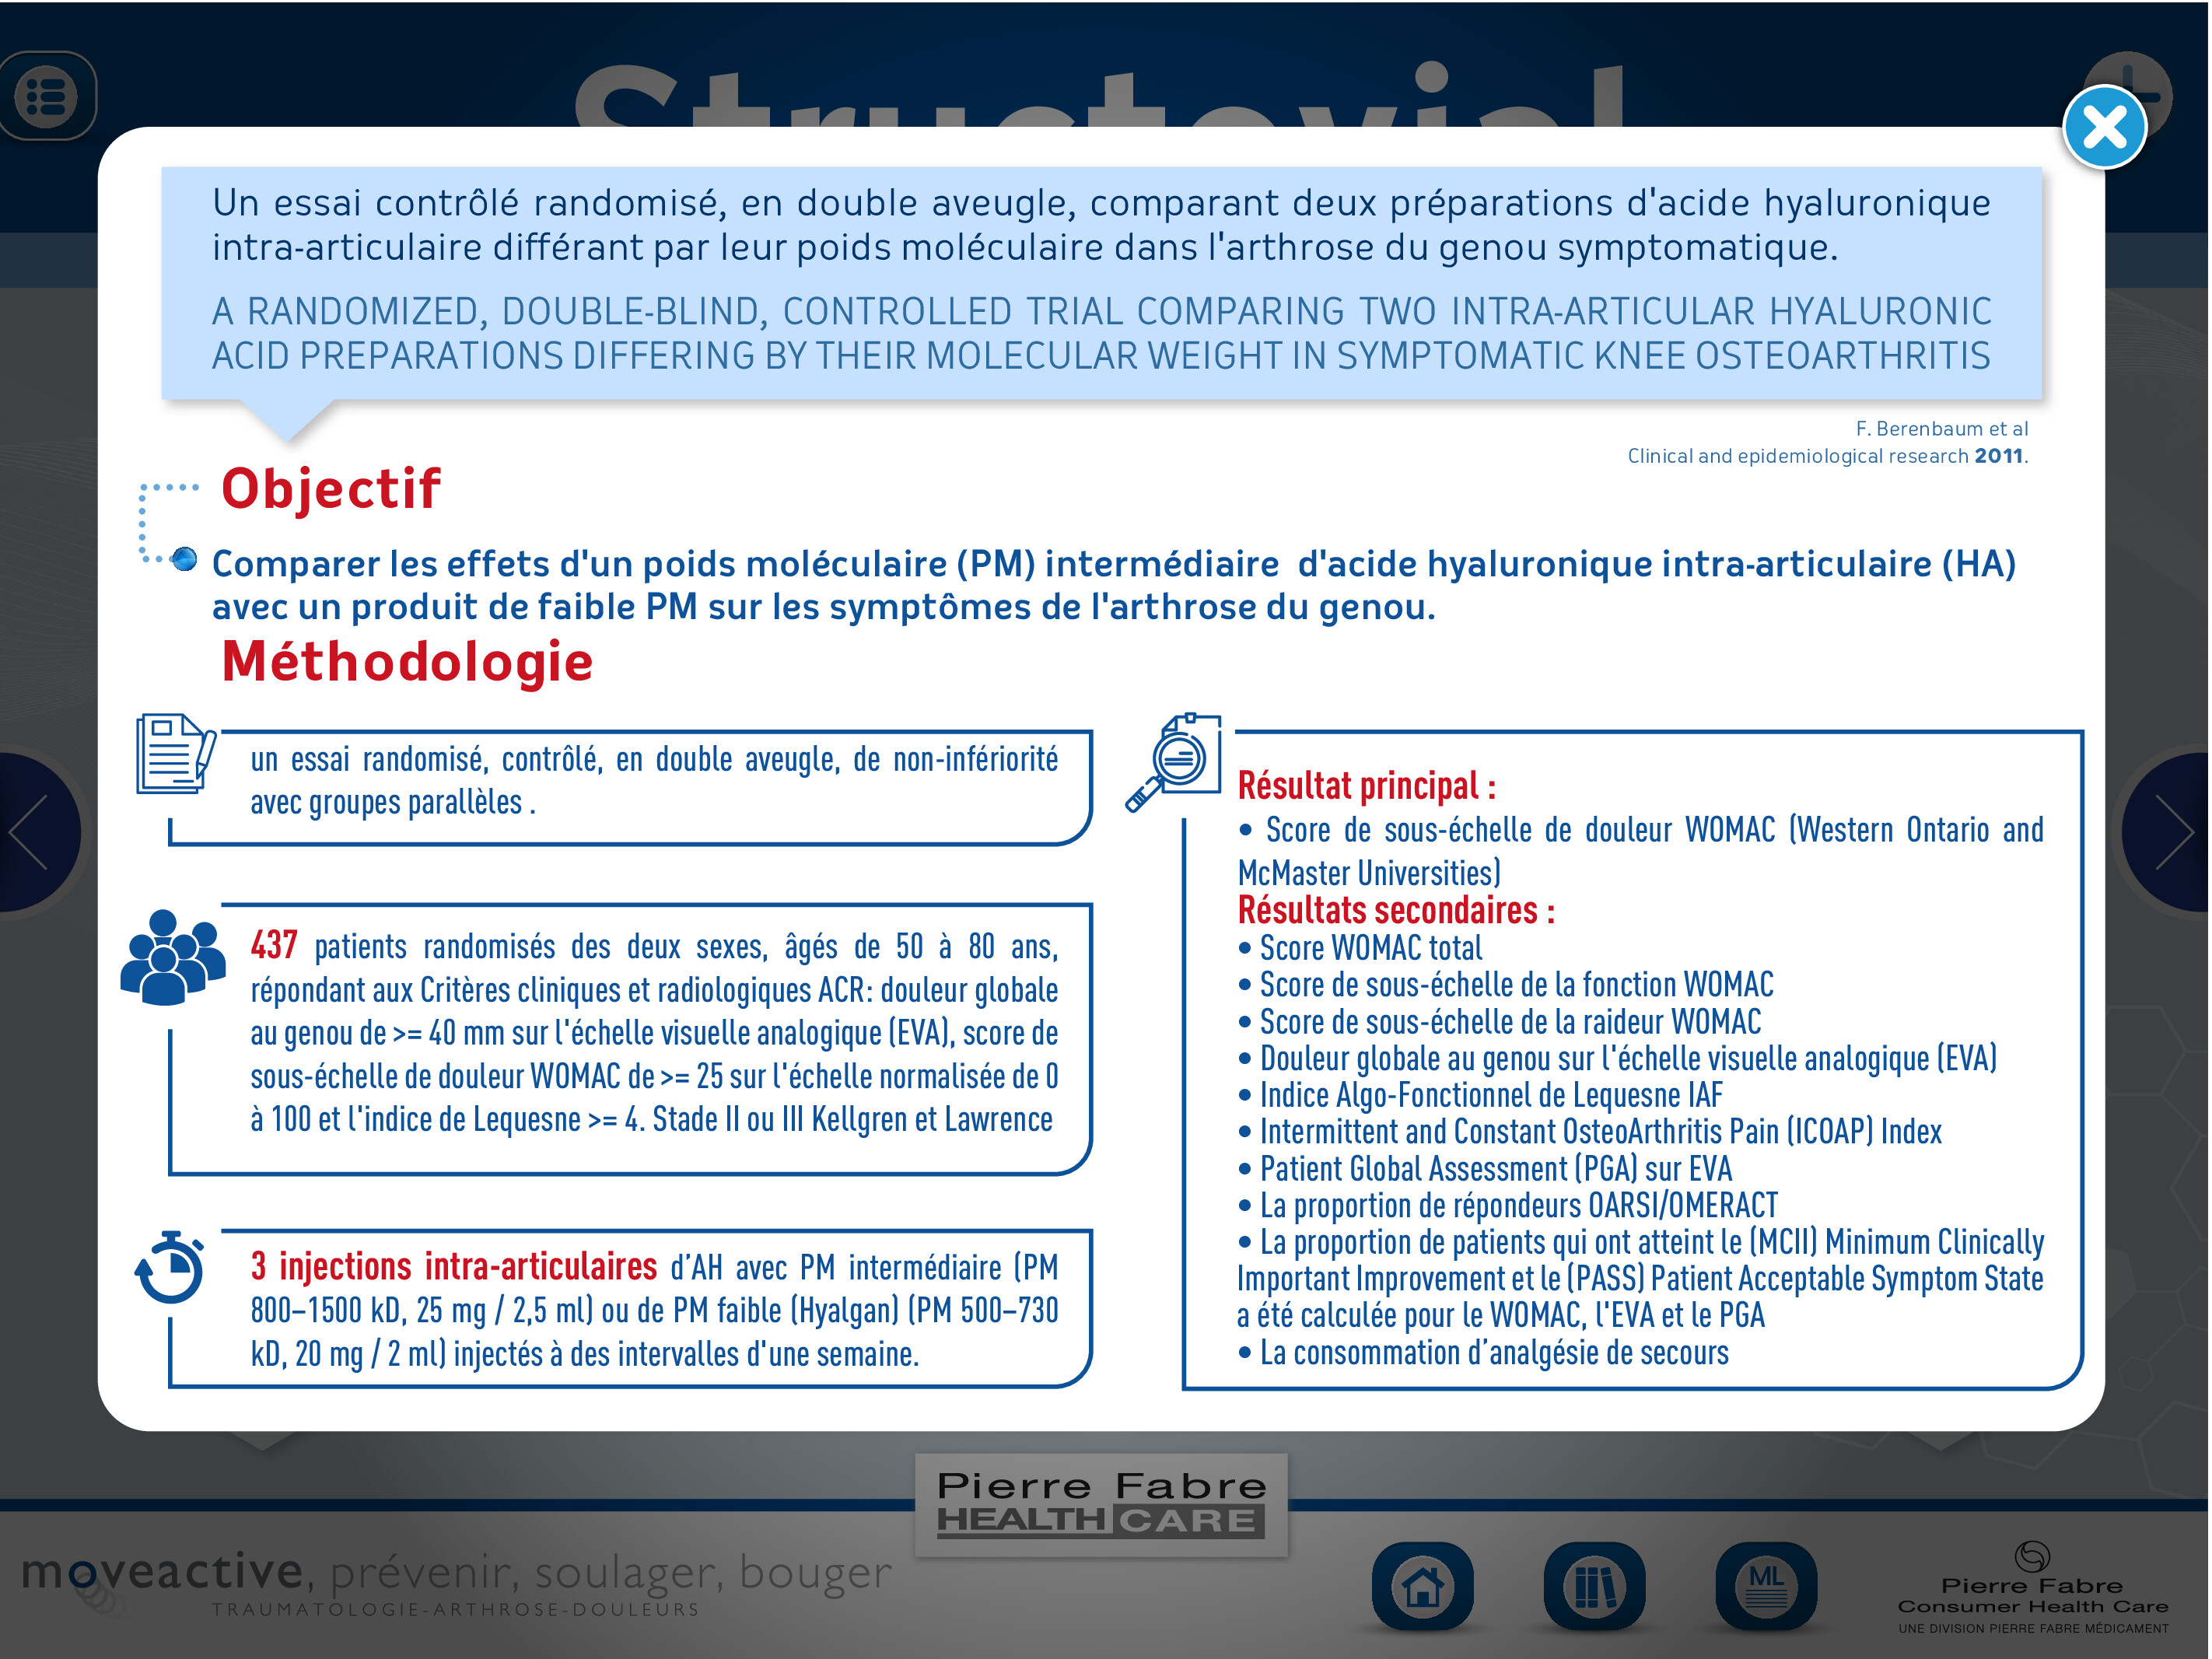 Structovial
Un essai contrôlé randomisé, en double aveugle, comparant deux préparations d'acide hyaluronique
intra-articulaire différant par leur poids moléculaire dans l'arthrose du genou symptomatique.
A RANDOMIZED, DOUBLE-BLIND, CONTROLLED TRIAL COMPARING TWO INTRA-ARTICULAR HYALURONIC
ACID PREPARATIONS DIFFERING BY THEIR MOLECULAR WEIGHT IN SYMPTOMATIC KNEE OSTEOARTHRITIS
F. Berenbaum et al
Clinical and epidemiological research 2011.
Objectif
Comparer les effets d'un poids moléculaire (PM) intermédiaire d'acide hyaluronique intra-articulaire (HA)
avec un produit de faible PM sur les symptômes de l'arthrose du genou.
Méthodologie
un essai randomisé, contrôlé, en double aveugle, de non-infériorité
avec groupes parallèles .
437 patients randomisés des deux sexes, âgés de 50 à 80 ans,
répondant aux Critères cliniques et radiologiques ACR: douleur globale
au genou de >= 40 mm sur l'échelle visuelle analogique (EVA), score de
sous-échelle de douleur WOMAC de >= 25 sur l'échelle normalisée de 0
à 100 et l'indice de Lequesne >= 4. Stade II ou III Kellgren et Lawrence
3 injections intra-articulaires d’AH avec PM intermédiaire (PM
800–1500 kD, 25 mg / 2,5 ml) ou de PM faible (Hyalgan) (PM 500–730
kD, 20 mg / 2 ml) injectés à des intervalles d'une semaine.
Résultat principal :
• Score de sous-échelle de douleur WOMAC (Western Ontario and
McMaster Universities)
Résultats secondaires :
• Score WOMAC total
• Score de sous-échelle de la fonction WOMAC
• Score de sous-échelle de la raideur WOMAC
• Douleur globale au genou sur l'échelle visuelle analogique (EVA)
• Indice Algo-Fonctionnel de Lequesne IAF
• Intermittent and Constant OsteoArthritis Pain (ICOAP) Index
• Patient Global Assessment (PGA) sur EVA
• La proportion de répondeurs OARSI/OMERACT
• La proportion de patients qui ont atteint le (MCII) Minimum Clinically
Important Improvement et le (PASS) Patient Acceptable Symptom State
a été calculée pour le WOMAC, l'EVA et le PGA
• La consommation d’analgésie de secours
Pierre Fabre
HEALTH CARE
moveactive, prévenir, soulager, bouger
TRAUMATOLOGIE-ARTHROSE-DOULEURS
ML
Pierre Fabre
Consumer Health Care
UNE DIVISION PIERRE FABRE MÉDICAMENT